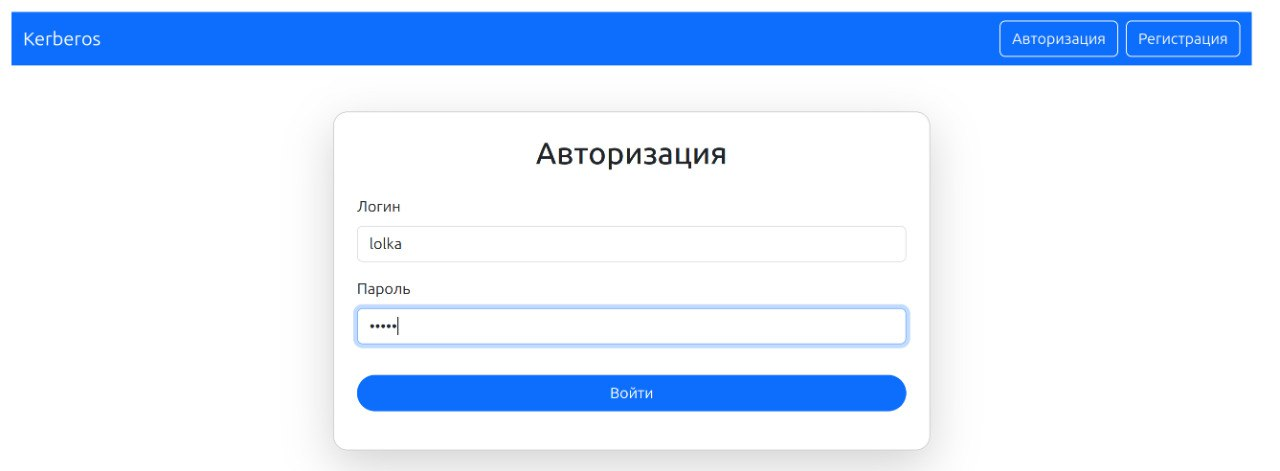 Kerberos Авторизация Регистрация
Авторизация
Логин
lolka
Пароль
•••••
Войти